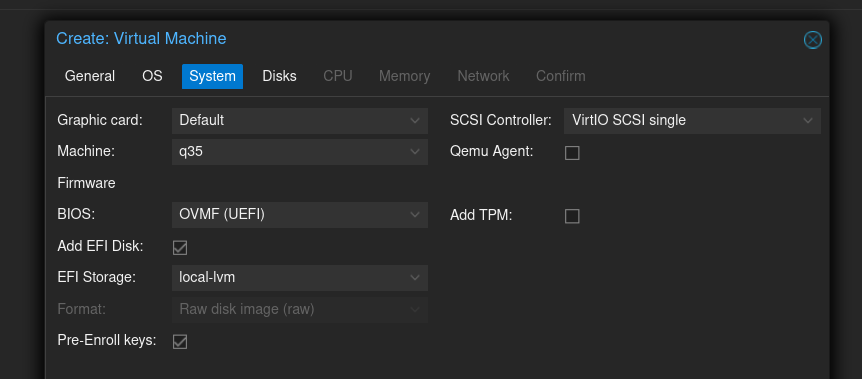 Create: Virtual Machine
General OS System Disks CPU Memory Network Confirm
Graphic card: Default SCSI Controller: VirtIO SCSI single
Machine: q35 Qemu Agent:
Firmware
BIOS: OVMF (UEFI) Add TPM:
Add EFI Disk:
EFI Storage: local-lvm
Format: Raw disk image (raw)
Pre-Enroll keys: